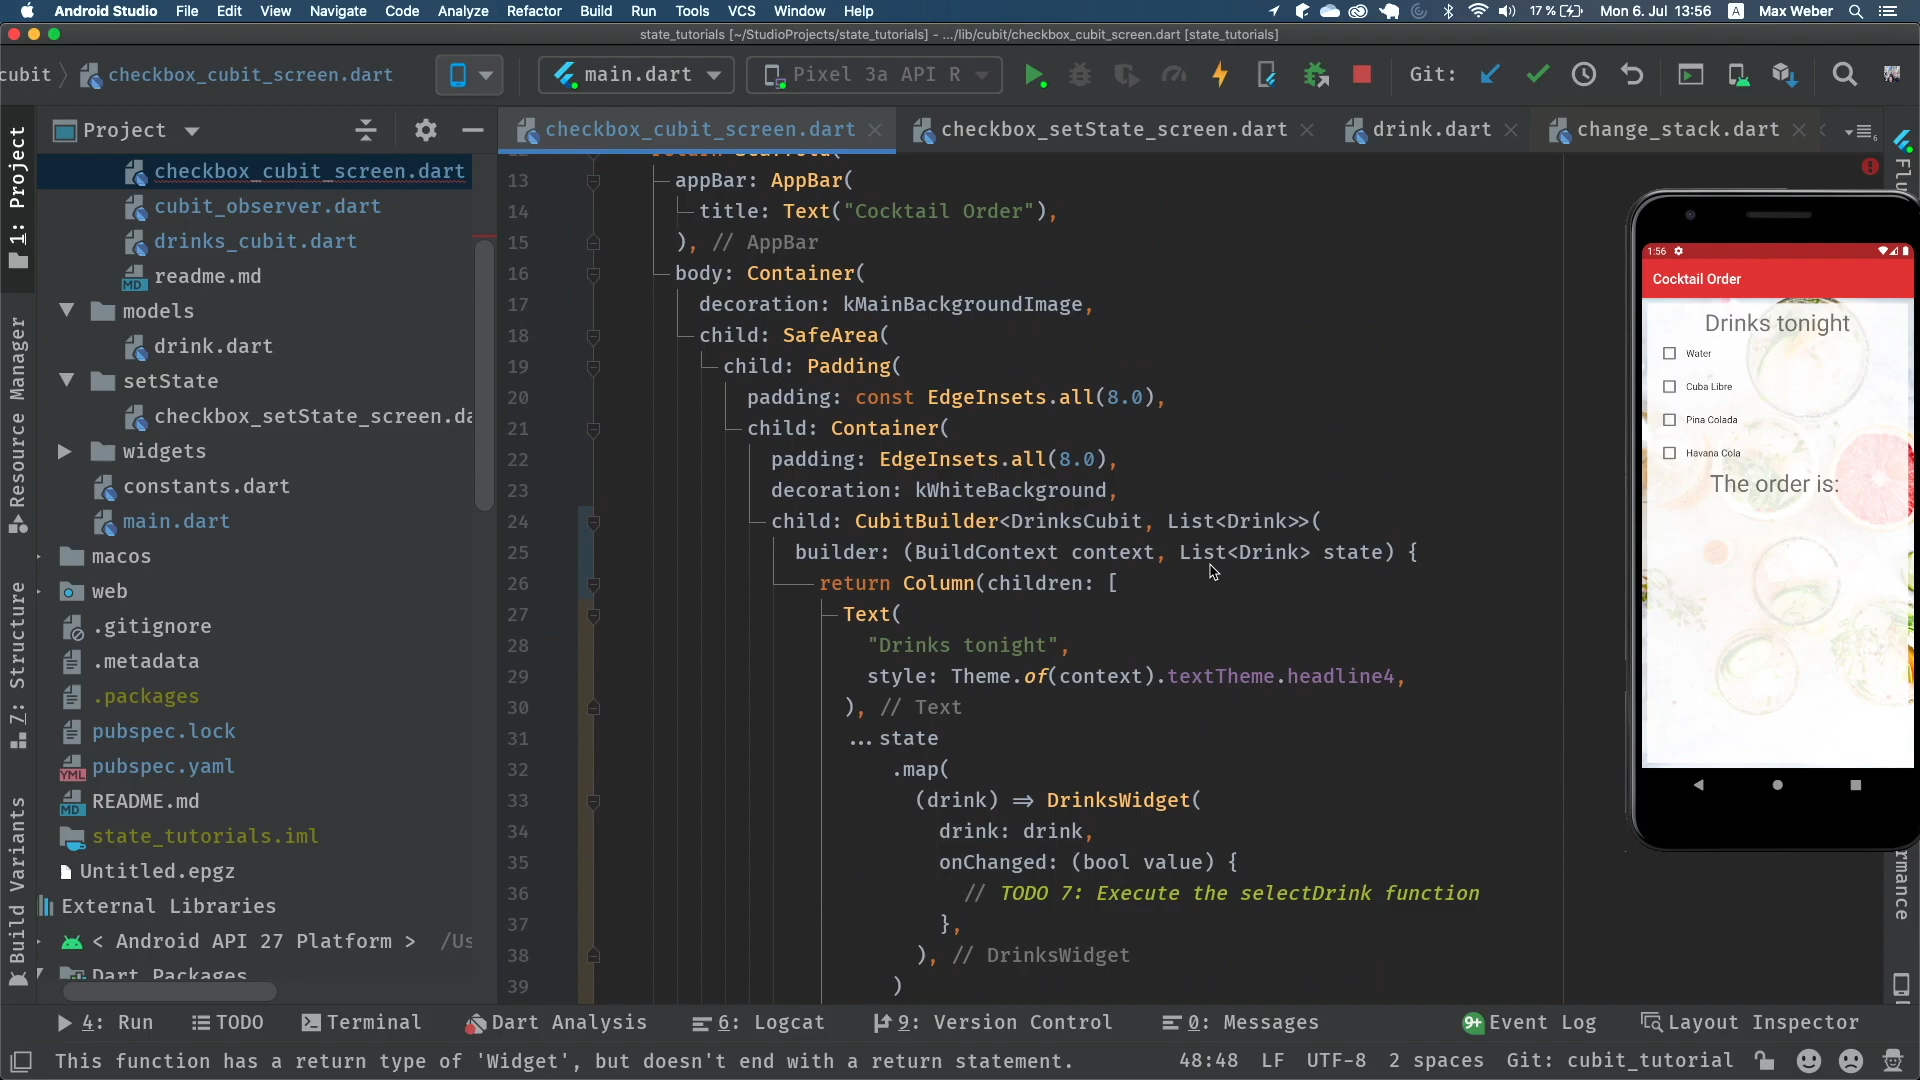 Android Studio File Edit View Navigate Code Analyze Refactor Build Run Tools VCS Window Help 17 % Mon 6. Jul 13:56 A Max Weber
state_tutorials [~/StudioProjects/state_tutorials] - .../lib/cubit/checkbox_cubit_screen.dart [state_tutorials]
cubit checkbox_cubit_screen.dart main.dart Pixel 3a API R Git:
Project
checkbox_cubit_screen.dart checkbox_setState_screen.dart drink.dart change_stack.dart
1: Project
Resource Manager
7: Structure
Build Variants
checkbox_cubit_screen.dart
cubit_observer.dart
drinks_cubit.dart
readme.md
models
drink.dart
setState
checkbox_setState_screen.da
widgets
constants.dart
main.dart
macos
web
.gitignore
.metadata
.packages
pubspec.lock
pubspec.yaml
README.md
state_tutorials.iml
Untitled.epgz
External Libraries
< Android API 27 Platform > /Us
Dart Packages
13 appBar: AppBar(
14 title: Text("Cocktail Order"),
15 ), // AppBar
16 body: Container(
17 decoration: kMainBackgroundImage,
18 child: SafeArea(
19 child: Padding(
20 padding: const EdgeInsets.all(8.0),
21 child: Container(
22 padding: EdgeInsets.all(8.0),
23 decoration: kWhiteBackground,
24 child: CubitBuilder<DrinksCubit, List<Drink>>(
25 builder: (BuildContext context, List<Drink> state) {
26 return Column(children: [
27 Text(
28 "Drinks tonight",
29 style: Theme.of(context).textTheme.headline4,
30 ), // Text
31 ...state
32 .map(
33 (drink) => DrinksWidget(
34 drink: drink,
35 onChanged: (bool value) {
36 // TODO 7: Execute the selectDrink function
37 },
38 ), // DrinksWidget
39 )
1:56
Cocktail Order
Drinks tonight
Water
Cuba Libre
Pina Colada
Havana Cola
The order is:
Flu
rmance
4: Run TODO Terminal Dart Analysis 6: Logcat 9: Version Control 0: Messages 9+ Event Log Layout Inspector
This function has a return type of 'Widget', but doesn't end with a return statement. 48:48 LF UTF-8 2 spaces Git: cubit_tutorial